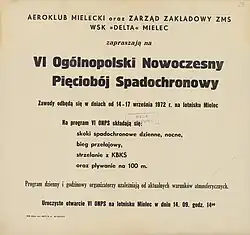 AEROKLUB MIELECKI oraz ZARZĄD ZAKŁADOWY ZMS
WSK »DELTA« MIELEC
zapraszają na
VI Ogólnopolski Nowoczesny
Pięciobój Spadochronowy
Zawody odbędą się w dniach od 14-17 września 1972 r. na lotnisku Mielec
Na program VI ONPS składają się:
skoki spadochronowe dzienne, nocne,
bieg przełajowy,
strzelanie z KBKS
oraz pływanie na 100 m.
Program dzienny i godzinowy organizatorzy uzależniają od aktualnych warunków atmosferycznych.
Uroczyste otwarcie VI ONPS na lotnisku Mielec w dniu 14. 09. godz. 14⁰⁰